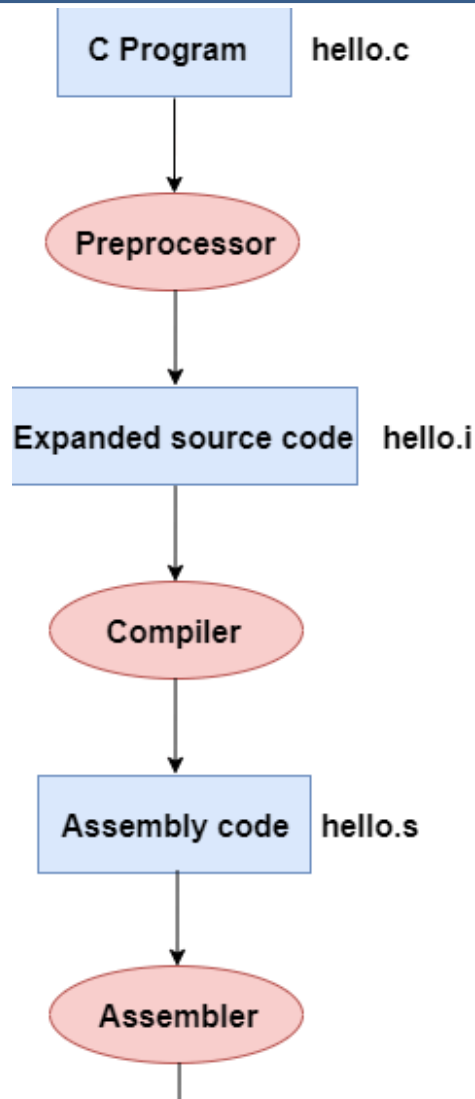 C Program hello.c
Preprocessor
Expanded source code hello.i
Compiler
Assembly code hello.s
Assembler